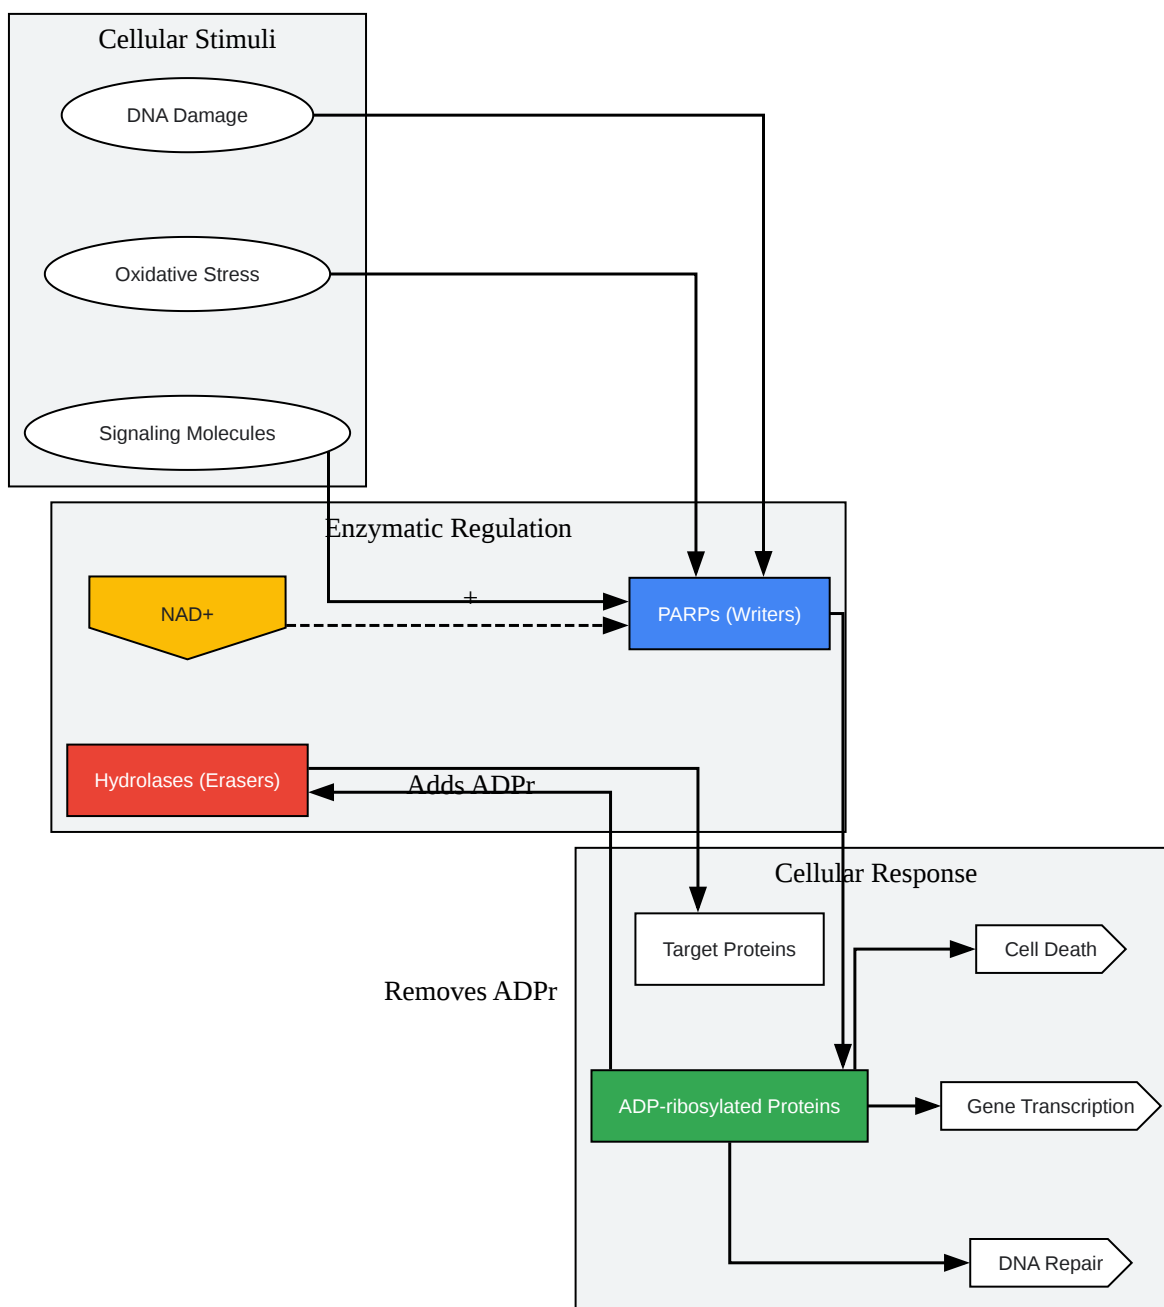 Cellular Stimuli
DNA Damage
Oxidative Stress
Signaling Molecules
Enzymatic Regulation
+
NAD+
PARPs (Writers)
Hydrolases (Erasers)
Adds ADPr
Cellular Response
Target Proteins
Cell Death
Removes ADPr
ADP-ribosylated Proteins
Gene Transcription
DNA Repair